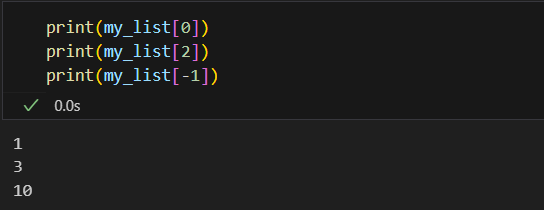 print(my_list[0])
print(my_list[2])
print(my_list[-1])
0.0s
1
3
10